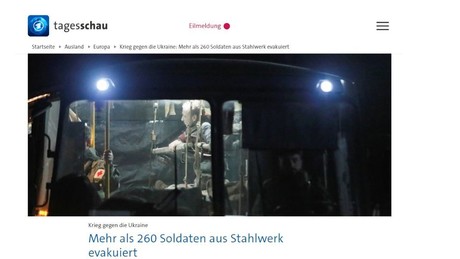 tagesschau
Eilmeldung
Startseite ▸ Ausland ▸ Europa ▸ Krieg gegen die Ukraine: Mehr als 260 Soldaten aus Stahlwerk evakuiert
Krieg gegen die Ukraine
Mehr als 260 Soldaten aus Stahlwerk
evakuiert